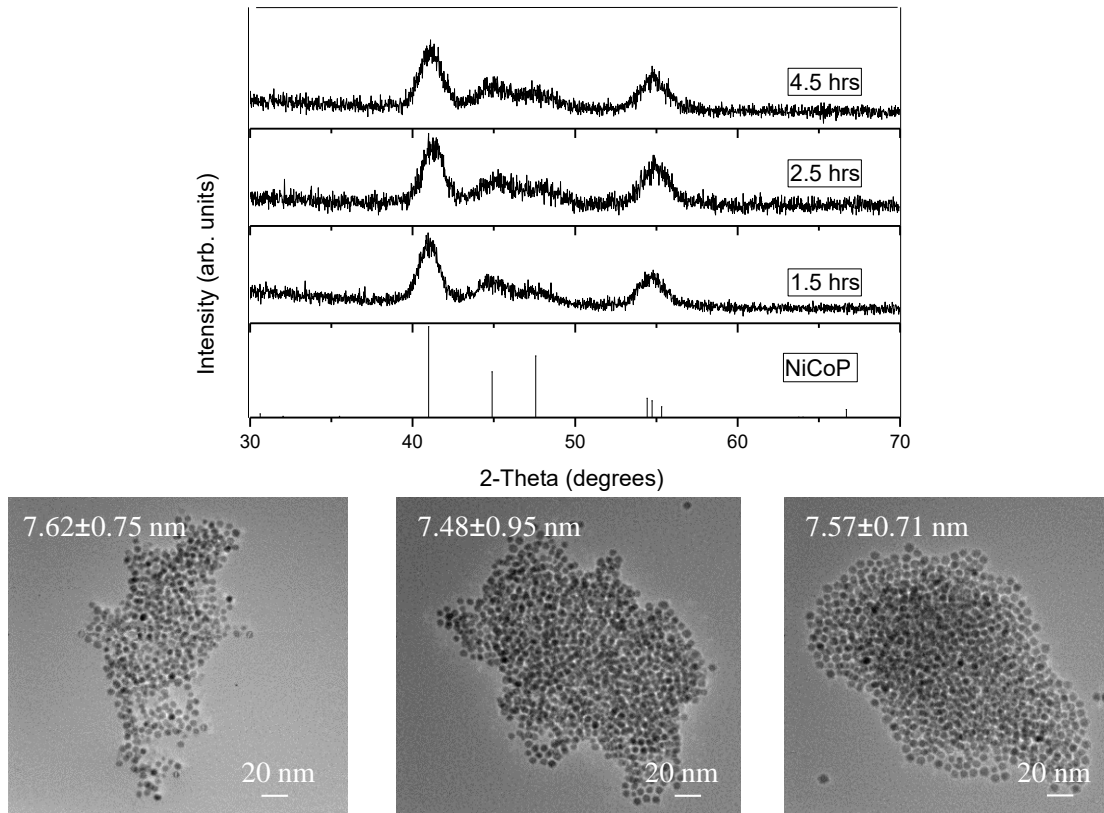 4.5 hrs
2.5 hrs
1.5 hrs
NiCoP
Intensity (arb. units)
30 40 50 60 70
2-Theta (degrees)
7.62±0.75 nm
20 nm
7.48±0.95 nm
20 nm
7.57±0.71 nm
20 nm